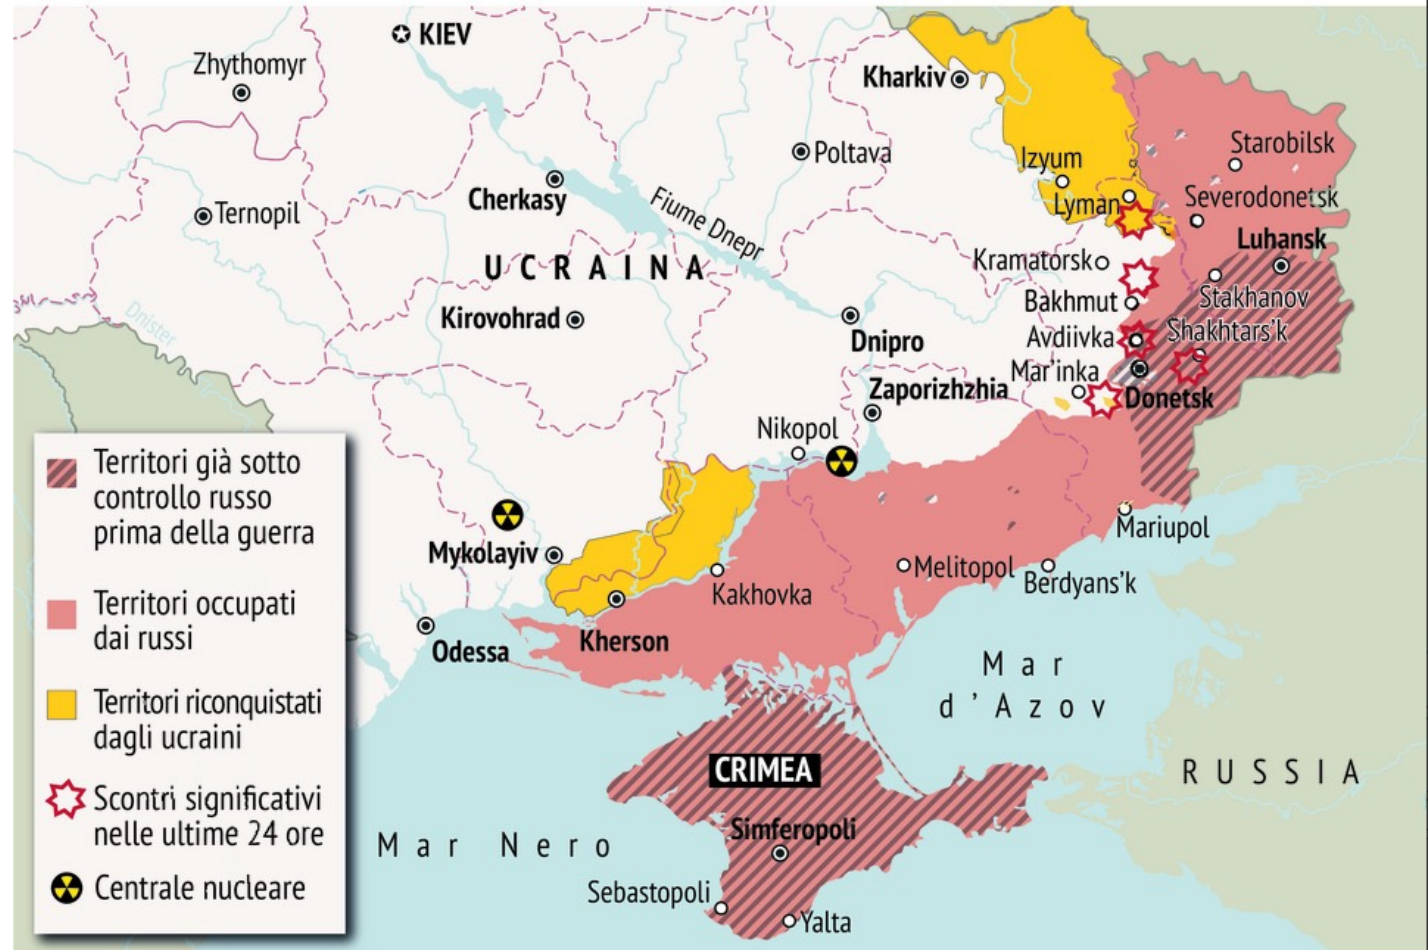 KIEV
Zhythomyr
Kharkiv
Poltava
Starobilsk
Izyum
Cherkasy
Severodonetsk
Lyman
Ternopil
Fiume Dnepr
Luhansk
UCRAINA
Kramatorsk
Stakhanov
Bakhmut
Dnister
Kirovohrad
Avdiivka
Shakhtars'k
Dnipro
Mar'inka
Zaporizhzhia
Donetsk
Nikopol
Territori già sotto
controllo russo
prima della guerra
Mariupol
Mykolayiv
Melitopol
Berdyans'k
Kakhovka
Territori occupati
dai russi
Kherson
Odessa
Mar
d'Azov
Territori riconquistati
dagli ucraini
CRIMEA
RUSSIA
Scontri significativi
nelle ultime 24 ore
Simferopoli
Mar Nero
Centrale nucleare
Sebastopoli
Yalta